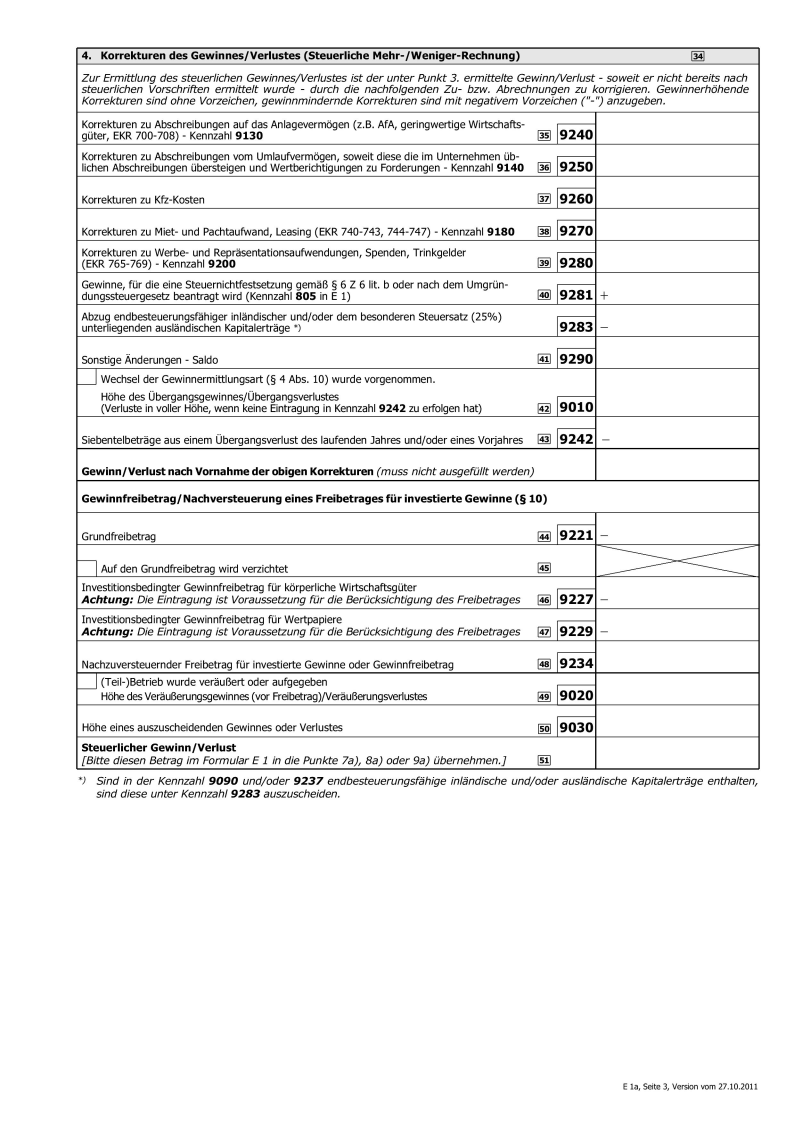 4. Korrekturen des Gewinnes/Verlustes (Steuerliche Mehr-/Weniger-Rechnung) 34
Zur Ermittlung des steuerlichen Gewinnes/Verlustes ist der unter Punkt 3. ermittelte Gewinn/Verlust - soweit er nicht bereits nach
steuerlichen Vorschriften ermittelt wurde - durch die nachfolgenden Zu- bzw. Abrechnungen zu korrigieren. Gewinnerhöhende
Korrekturen sind ohne Vorzeichen, gewinnmindernde Korrekturen sind mit negativem Vorzeichen ("-") anzugeben.
Korrekturen zu Abschreibungen auf das Anlagevermögen (z.B. AfA, geringwertige Wirtschafts-
güter, EKR 700-708) - Kennzahl 9130 35 9240
Korrekturen zu Abschreibungen vom Umlaufvermögen, soweit diese die im Unternehmen üb-
lichen Abschreibungen übersteigen und Wertberichtigungen zu Forderungen - Kennzahl 9140 36 9250
Korrekturen zu Kfz-Kosten 37 9260
Korrekturen zu Miet- und Pachtaufwand, Leasing (EKR 740-743, 744-747) - Kennzahl 9180 38 9270
Korrekturen zu Werbe- und Repräsentationsaufwendungen, Spenden, Trinkgelder
(EKR 765-769) - Kennzahl 9200 39 9280
Gewinne, für die eine Steuernichtfestsetzung gemäß § 6 Z 6 lit. b oder nach dem Umgrün-
dungssteuergesetz beantragt wird (Kennzahl 805 in E 1) 40 9281 +
Abzug endbesteuerungsfähiger inländischer und/oder dem besonderen Steuersatz (25%)
unterliegenden ausländischen Kapitalerträge *) 9283 −
Sonstige Änderungen - Saldo 41 9290
Wechsel der Gewinnermittlungsart (§ 4 Abs. 10) wurde vorgenommen.
Höhe des Übergangsgewinnes/Übergangsverlustes
(Verluste in voller Höhe, wenn keine Eintragung in Kennzahl 9242 zu erfolgen hat) 42 9010
Siebentelbeträge aus einem Übergangsverlust des laufenden Jahres und/oder eines Vorjahres 43 9242 −
Gewinn/Verlust nach Vornahme der obigen Korrekturen (muss nicht ausgefüllt werden)
Gewinnfreibetrag/Nachversteuerung eines Freibetrages für investierte Gewinne (§ 10)
Grundfreibetrag 44 9221 −
Auf den Grundfreibetrag wird verzichtet 45
Investitionsbedingter Gewinnfreibetrag für körperliche Wirtschaftsgüter
Achtung: Die Eintragung ist Voraussetzung für die Berücksichtigung des Freibetrages 46 9227 −
Investitionsbedingter Gewinnfreibetrag für Wertpapiere
Achtung: Die Eintragung ist Voraussetzung für die Berücksichtigung des Freibetrages 47 9229 −
Nachzuversteuernder Freibetrag für investierte Gewinne oder Gewinnfreibetrag 48 9234
(Teil-)Betrieb wurde veräußert oder aufgegeben
Höhe des Veräußerungsgewinnes (vor Freibetrag)/Veräußerungsverlustes 49 9020
Höhe eines auszuscheidenden Gewinnes oder Verlustes 50 9030
Steuerlicher Gewinn/Verlust
[Bitte diesen Betrag im Formular E 1 in die Punkte 7a), 8a) oder 9a) übernehmen.] 51
*) Sind in der Kennzahl 9090 und/oder 9237 endbesteuerungsfähige inländische und/oder ausländische Kapitalerträge enthalten,
sind diese unter Kennzahl 9283 auszuscheiden.
E 1a, Seite 3, Version vom 27.10.2011